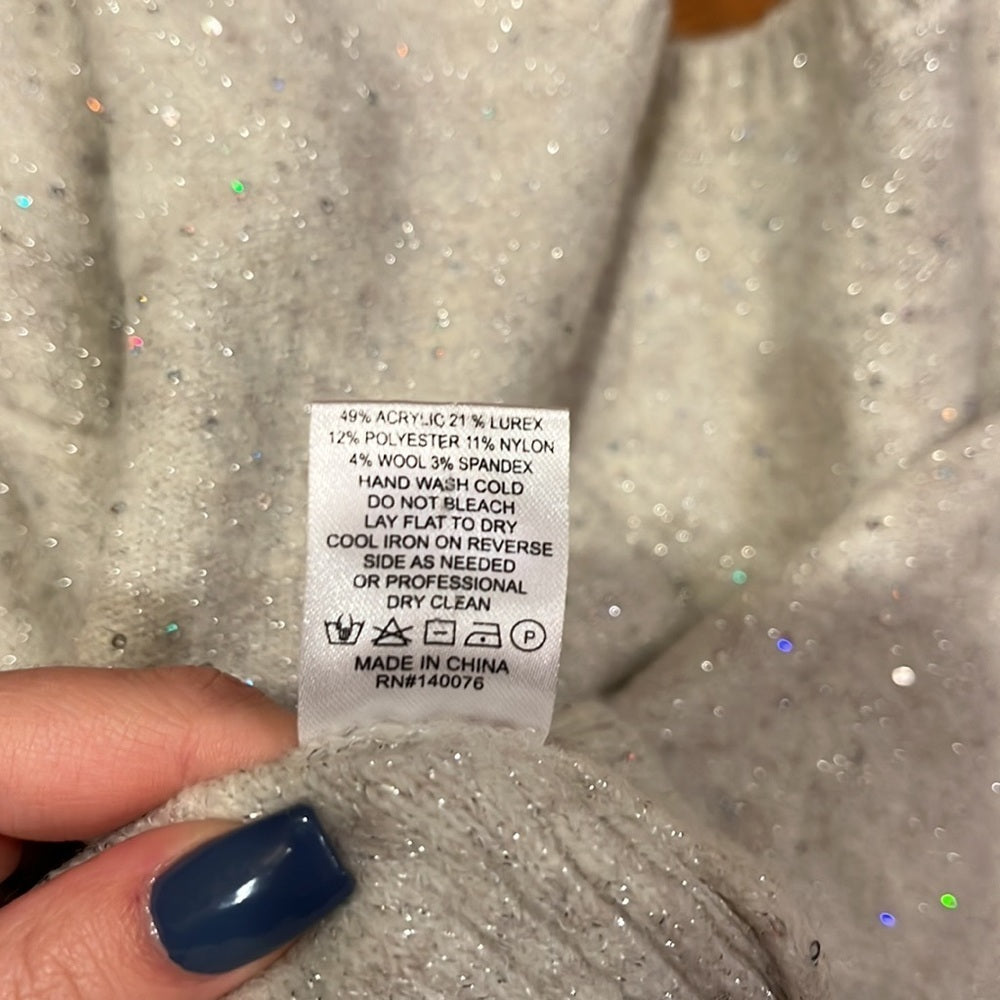 49% ACRYLIC 21 % LUREX
12% POLYESTER 11% NYLON
4% WOOL 3% SPANDEX
HAND WASH COLD
DO NOT BLEACH
LAY FLAT TO DRY
COOL IRON ON REVERSE
SIDE AS NEEDED
OR PROFESSIONAL
DRY CLEAN
P
MADE IN CHINA
RN#140076